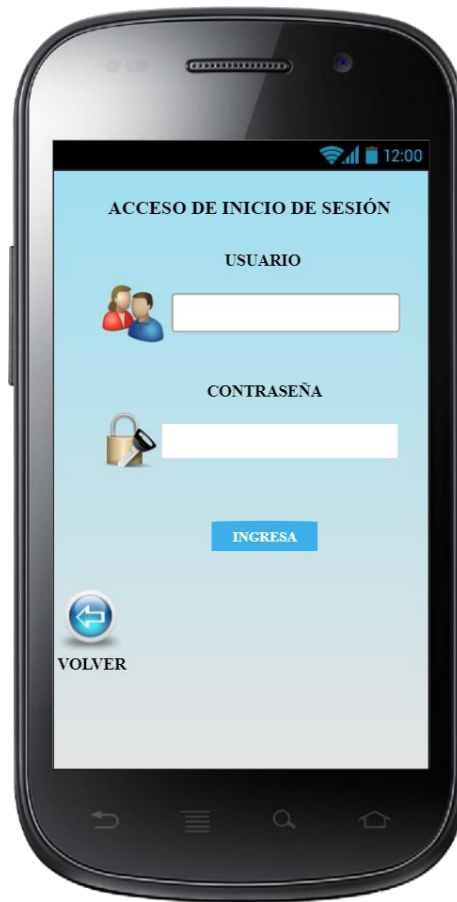 12:00
ACCESO DE INICIO DE SESIÓN
USUARIO
CONTRASEÑA
INGRESA
VOLVER